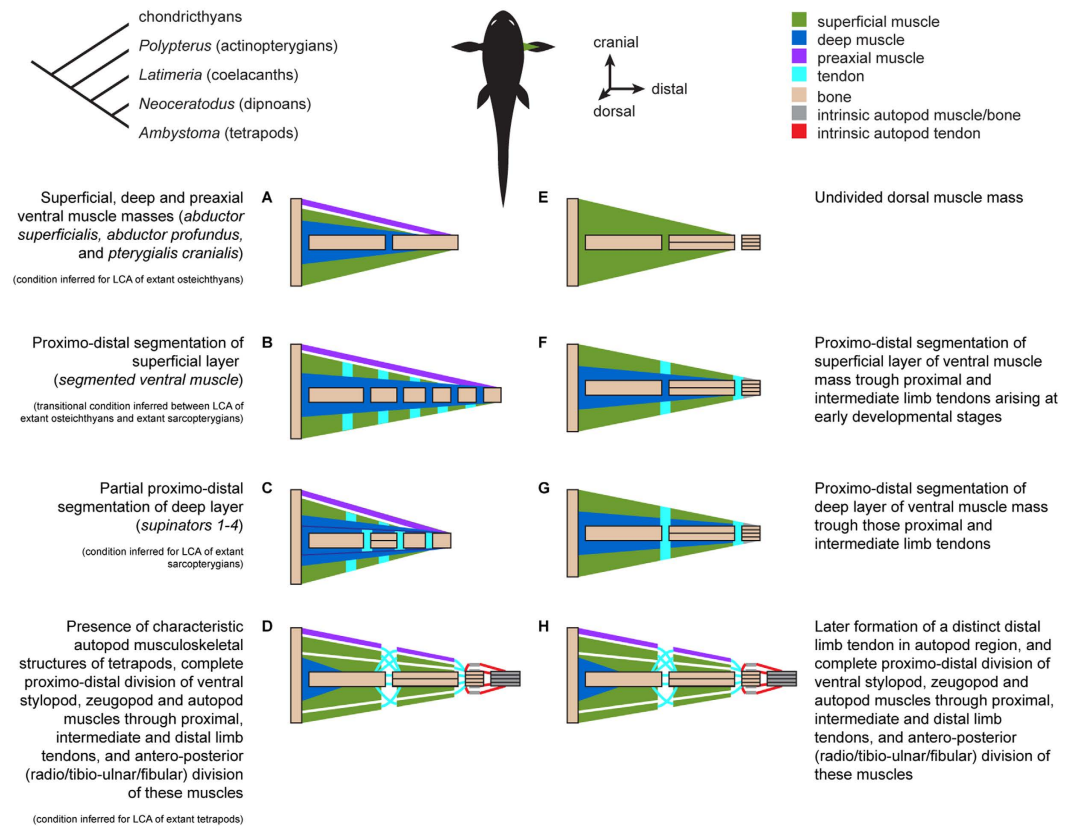 chondricthyans
Polypterus (actinopterygians)
Latimeria (coelacanths)
Neoceratodus (dipnoans)
Ambystoma (tetrapods)
cranial
distal
dorsal
superficial muscle
deep muscle
preaxial muscle
tendon
bone
intrinsic autopod muscle/bone
intrinsic autopod tendon
Superficial, deep and preaxial
ventral muscle masses (abductor
superficialis, abductor profundus,
and pterygialis cranialis)
(condition inferred for LCA of extant osteichthyans)
A
E
Undivided dorsal muscle mass
Proximo-distal segmentation of
superficial layer
(segmented ventral muscle)
(transitional condition inferred between LCA of
extant osteichthyans and extant sarcopterygians)
B
F
Proximo-distal segmentation of
superficial layer of ventral muscle
mass trough proximal and
intermediate limb tendons arising at
early developmental stages
Partial proximo-distal
segmentation of deep layer
(supinators 1-4)
(condition inferred for LCA of extant
sarcopterygians)
C
G
Proximo-distal segmentation of
deep layer of ventral muscle mass
trough those proximal and
intermediate limb tendons
Presence of characteristic
autopod musculoskeletal
structures of tetrapods, complete
proximo-distal division of ventral
stylopod, zeugopod and autopod
muscles through proximal,
intermediate and distal limb
tendons, and antero-posterior
(radio/tibio-ulnar/fibular) division
of these muscles
(condition inferred for LCA of extant tetrapods)
D
H
Later formation of a distinct distal
limb tendon in autopod region, and
complete proximo-distal division of
ventral stylopod, zeugopod and
autopod muscles through proximal,
intermediate and distal limb
tendons, and antero-posterior
(radio/tibio-ulnar/fibular) division of
these muscles